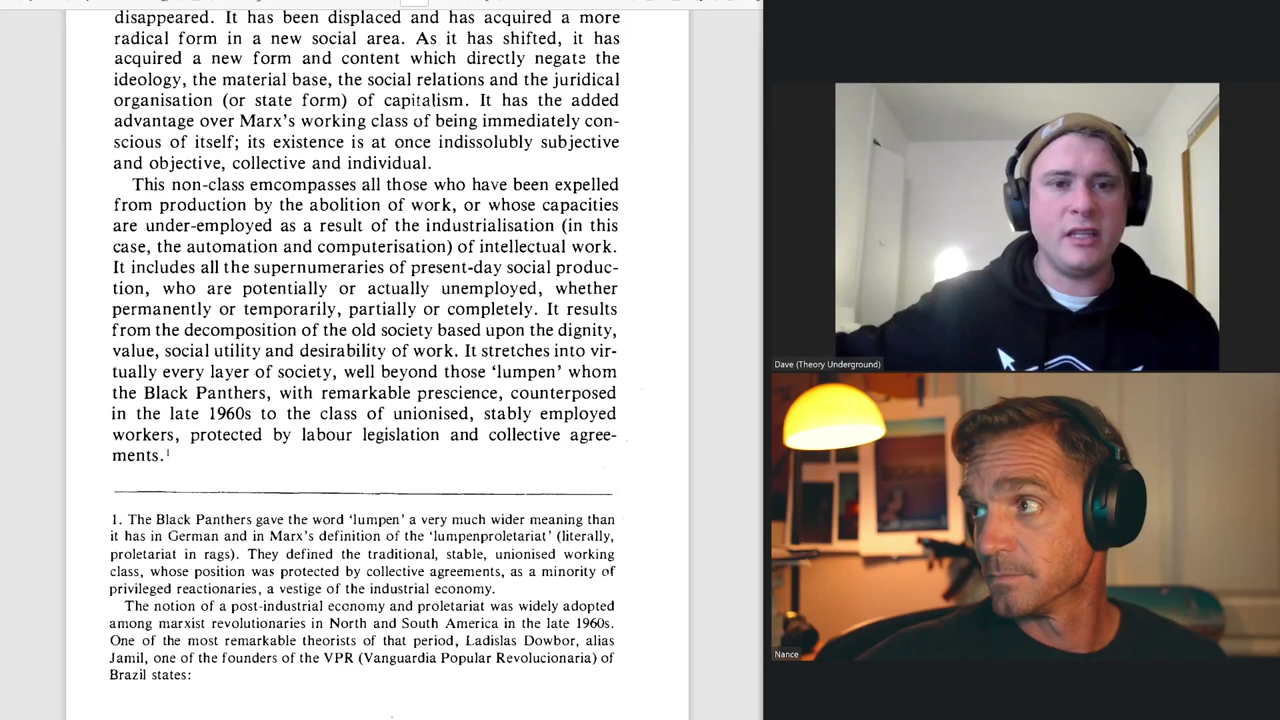 disappeared. It has been displaced and has acquired a more
radical form in a new social area. As it has shifted, it has
acquired a new form and content which directly negate the
ideology, the material base, the social relations and the juridical
organisation (or state form) of capitalism. It has the added
advantage over Marx's working class of being immediately con-
scious of itself; its existence is at once indissolubly subjective
and objective, collective and individual.
This non-class emcompasses all those who have been expelled
from production by the abolition of work, or whose capacities
are under-employed as a result of the industrialisation (in this
case, the automation and computerisation) of intellectual work.
It includes all the supernumeraries of present-day social produc-
tion, who are potentially or actually unemployed, whether
permanently or temporarily, partially or completely. It results
from the decomposition of the old society based upon the dignity,
value, social utility and desirability of work. It stretches into vir-
tually every layer of society, well beyond those 'lumpen' whom
the Black Panthers, with remarkable prescience, counterposed
in the late 1960s to the class of unionised, stably employed
workers, protected by labour legislation and collective agree-
ments.¹
1. The Black Panthers gave the word 'lumpen' a very much wider meaning than
it has in German and in Marx's definition of the 'lumpenproletariat' (literally,
proletariat in rags). They defined the traditional, stable, unionised working
class, whose position was protected by collective agreements, as a minority of
privileged reactionaries, a vestige of the industrial economy.
The notion of a post-industrial economy and proletariat was widely adopted
among marxist revolutionaries in North and South America in the late 1960s.
One of the most remarkable theorists of that period, Ladislas Dowbor, alias
Jamil, one of the founders of the VPR (Vanguardia Popular Revolucionaria) of
Brazil states:
Dave (Theory Underground)
Nance